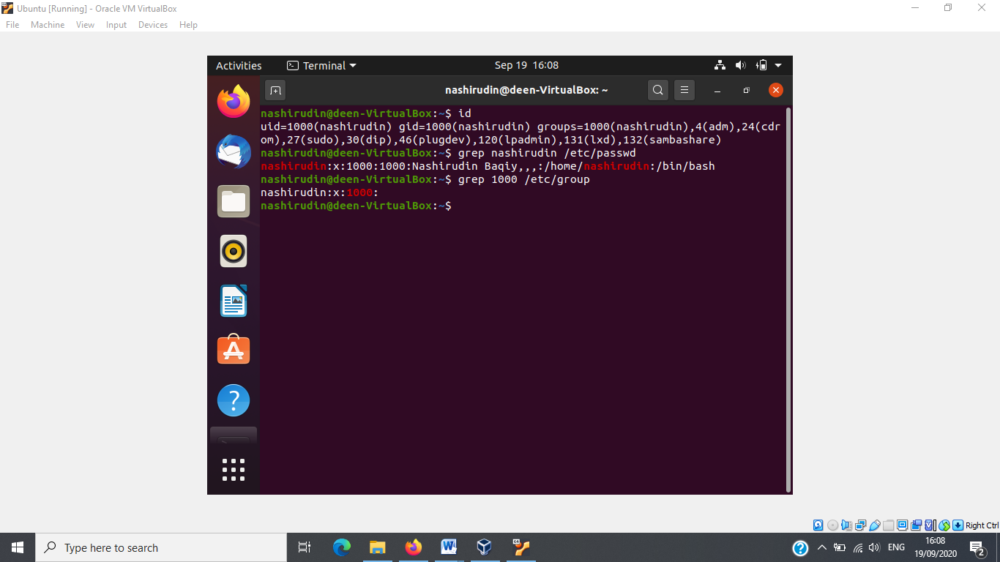 Ubuntu [Running] - Oracle VM VirtualBox
File Machine View Input Devices Help
Activities Terminal Sep 19 16:08
nashirudin@deen-VirtualBox: ~
nashirudin@deen-VirtualBox:~$ id
uid=1000(nashirudin) gid=1000(nashirudin) groups=1000(nashirudin),4(adm),24(cdr
om),27(sudo),30(dip),46(plugdev),120(lpadmin),131(lxd),132(sambashare)
nashirudin@deen-VirtualBox:~$ grep nashirudin /etc/passwd
nashirudin:x:1000:1000:Nashirudin Baqiy,,,:/home/nashirudin:/bin/bash
nashirudin@deen-VirtualBox:~$ grep 1000 /etc/group
nashirudin:x:1000:
nashirudin@deen-VirtualBox:~$
Right Ctrl
Type here to search
ENG
16:08
19/09/2020
2